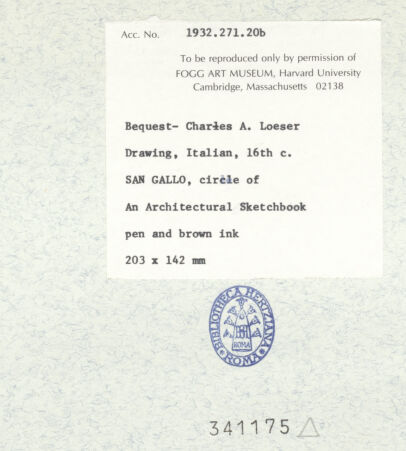 Acc. No. 1932.271.20b
To be reproduced only by permission of
FOGG ART MUSEUM, Harvard University
Cambridge, Massachusetts 02138
Bequest- Charles A. Loeser
Drawing, Italian, 16th c.
SAN GALLO, circle of
An Architectural Sketchbook
pen and brown ink
203 x 142 mm
BIBLIOTHECA HERTZIANA
ROMA
ROMA
341175